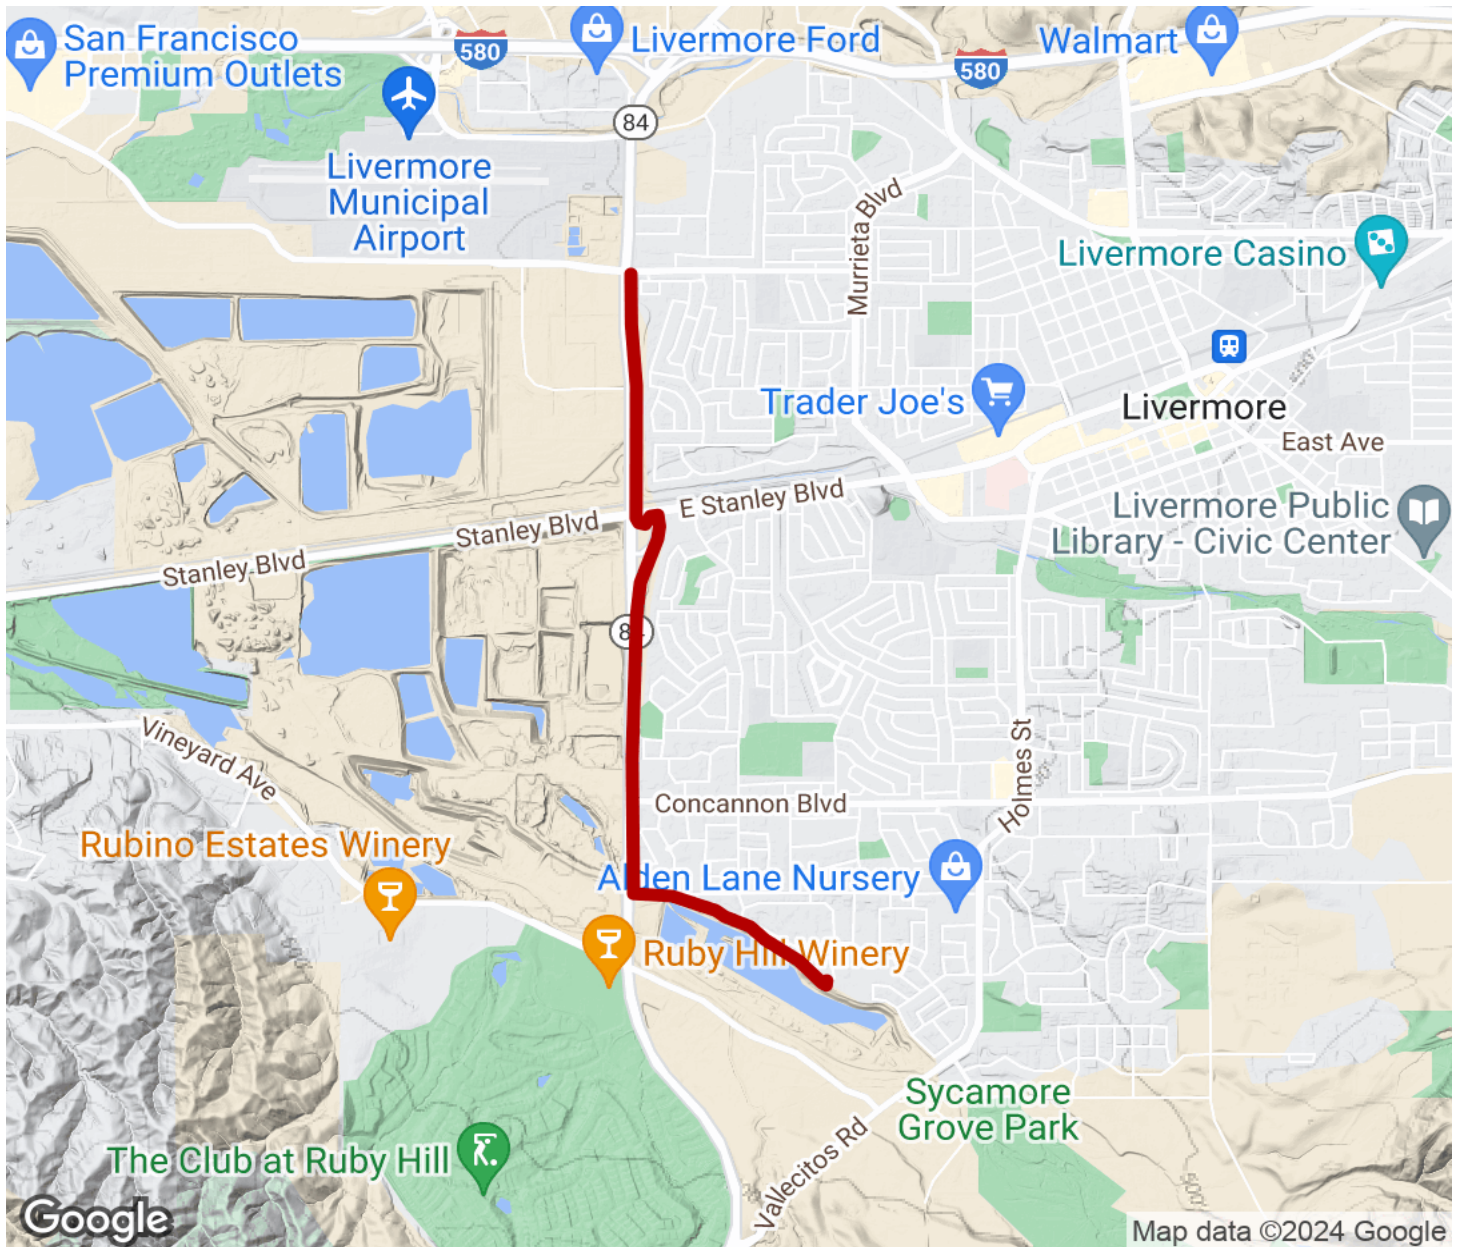 San Francisco
Premium Outlets
580
Livermore Ford
Walmart
580
84
Livermore
Municipal
Airport
Murrieta Blvd
Livermore Casino
Trader Joe's
Livermore
East Ave
E Stanley Blvd
Stanley Blvd
Stanley Blvd
Livermore Public
Library - Civic Center
Vineyard Ave
Holmes St
Concannon Blvd
Rubino Estates Winery
Alden Lane Nursery
Ruby Hill Winery
Sycamore
Grove Park
The Club at Ruby Hill
Vallecitos Rd
500
Google
Map data ©2024 Google